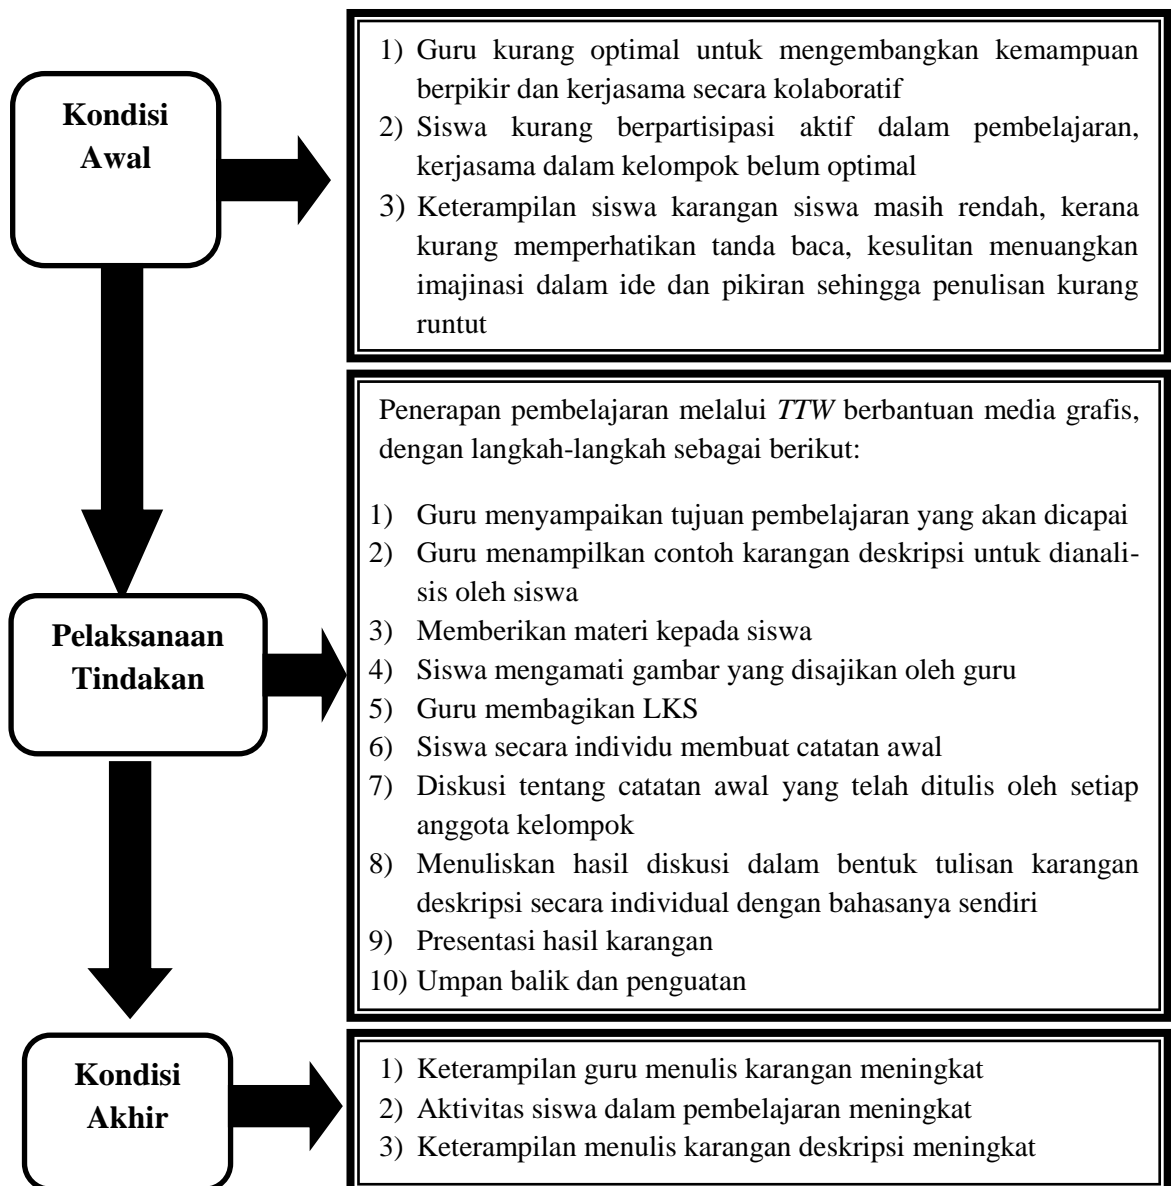 Kondisi
Awal
1) Guru kurang optimal untuk mengembangkan kemampuan
berpikir dan kerjasama secara kolaboratif
2) Siswa kurang berpartisipasi aktif dalam pembelajaran,
kerjasama dalam kelompok belum optimal
3) Keterampilan siswa karangan siswa masih rendah, kerana
kurang memperhatikan tanda baca, kesulitan menuangkan
imajinasi dalam ide dan pikiran sehingga penulisan kurang
runtut
Pelaksanaan
Tindakan
Penerapan pembelajaran melalui TTW berbantuan media grafis,
dengan langkah-langkah sebagai berikut:
1) Guru menyampaikan tujuan pembelajaran yang akan dicapai
2) Guru menampilkan contoh karangan deskripsi untuk dianali-
sis oleh siswa
3) Memberikan materi kepada siswa
4) Siswa mengamati gambar yang disajikan oleh guru
5) Guru membagikan LKS
6) Siswa secara individu membuat catatan awal
7) Diskusi tentang catatan awal yang telah ditulis oleh setiap
anggota kelompok
8) Menuliskan hasil diskusi dalam bentuk tulisan karangan
deskripsi secara individual dengan bahasanya sendiri
9) Presentasi hasil karangan
10) Umpan balik dan penguatan
Kondisi
Akhir
1) Keterampilan guru menulis karangan meningkat
2) Aktivitas siswa dalam pembelajaran meningkat
3) Keterampilan menulis karangan deskripsi meningkat